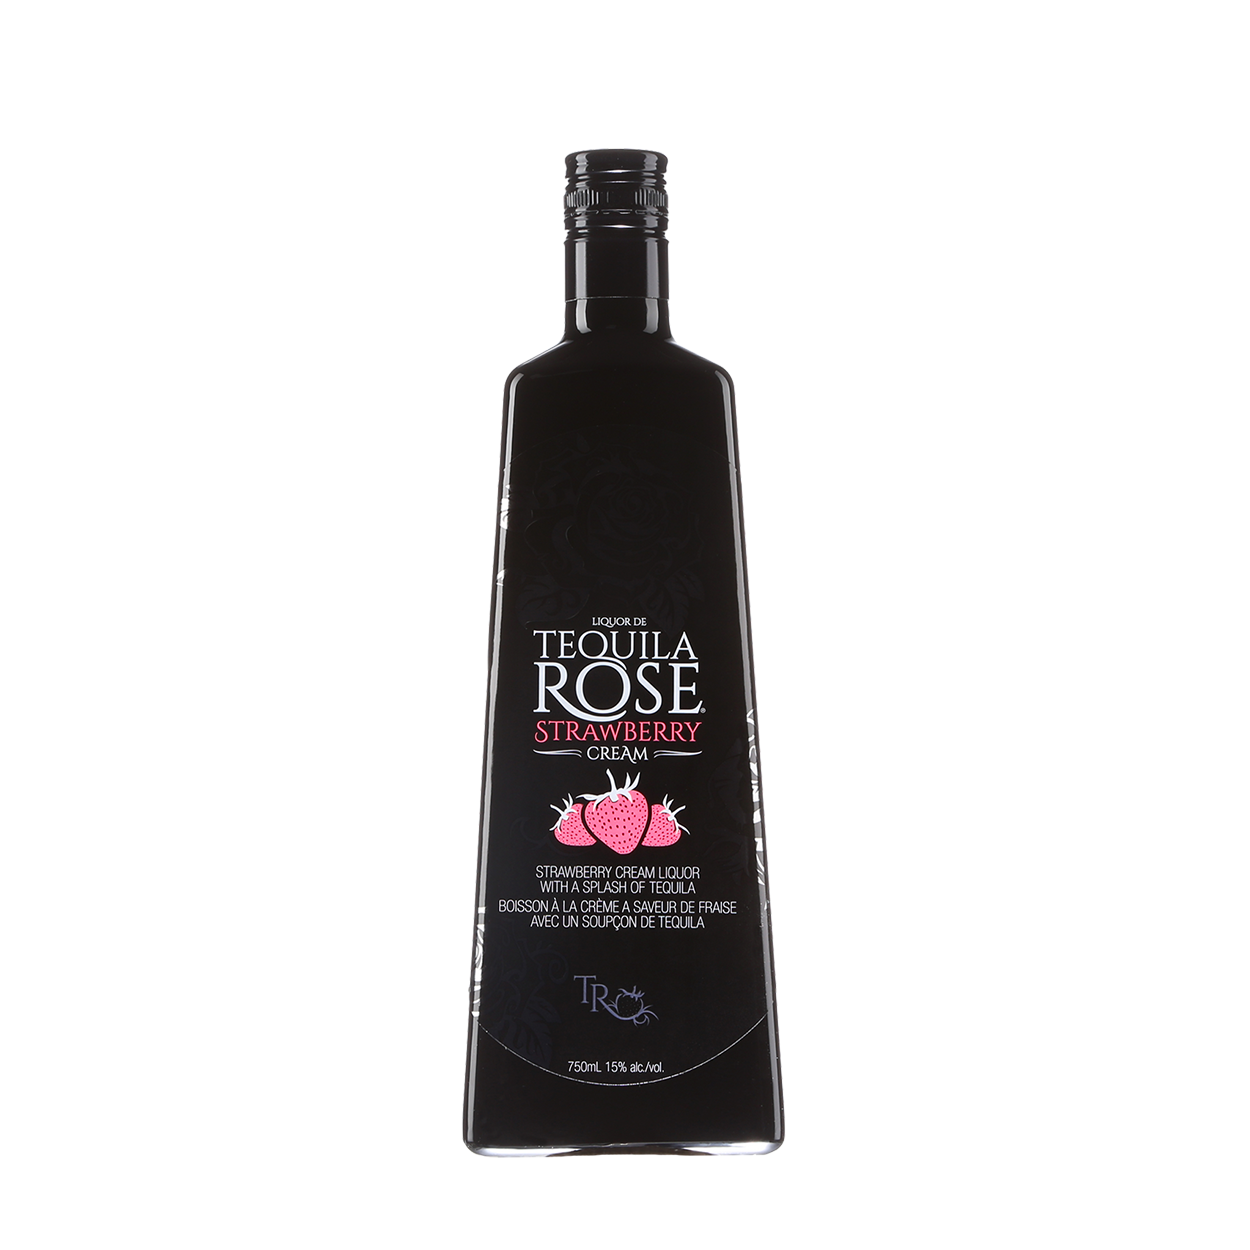 LIQUOR DE
TEQUILA
ROSE®
STRAWBERRY
CREAM
STRAWBERRY CREAM LIQUOR
WITH A SPLASH OF TEQUILA
BOISSON À LA CRÈME A SAVEUR DE FRAISE
AVEC UN SOUPÇON DE TEQUILA
TR
750mL 15% alc./vol.